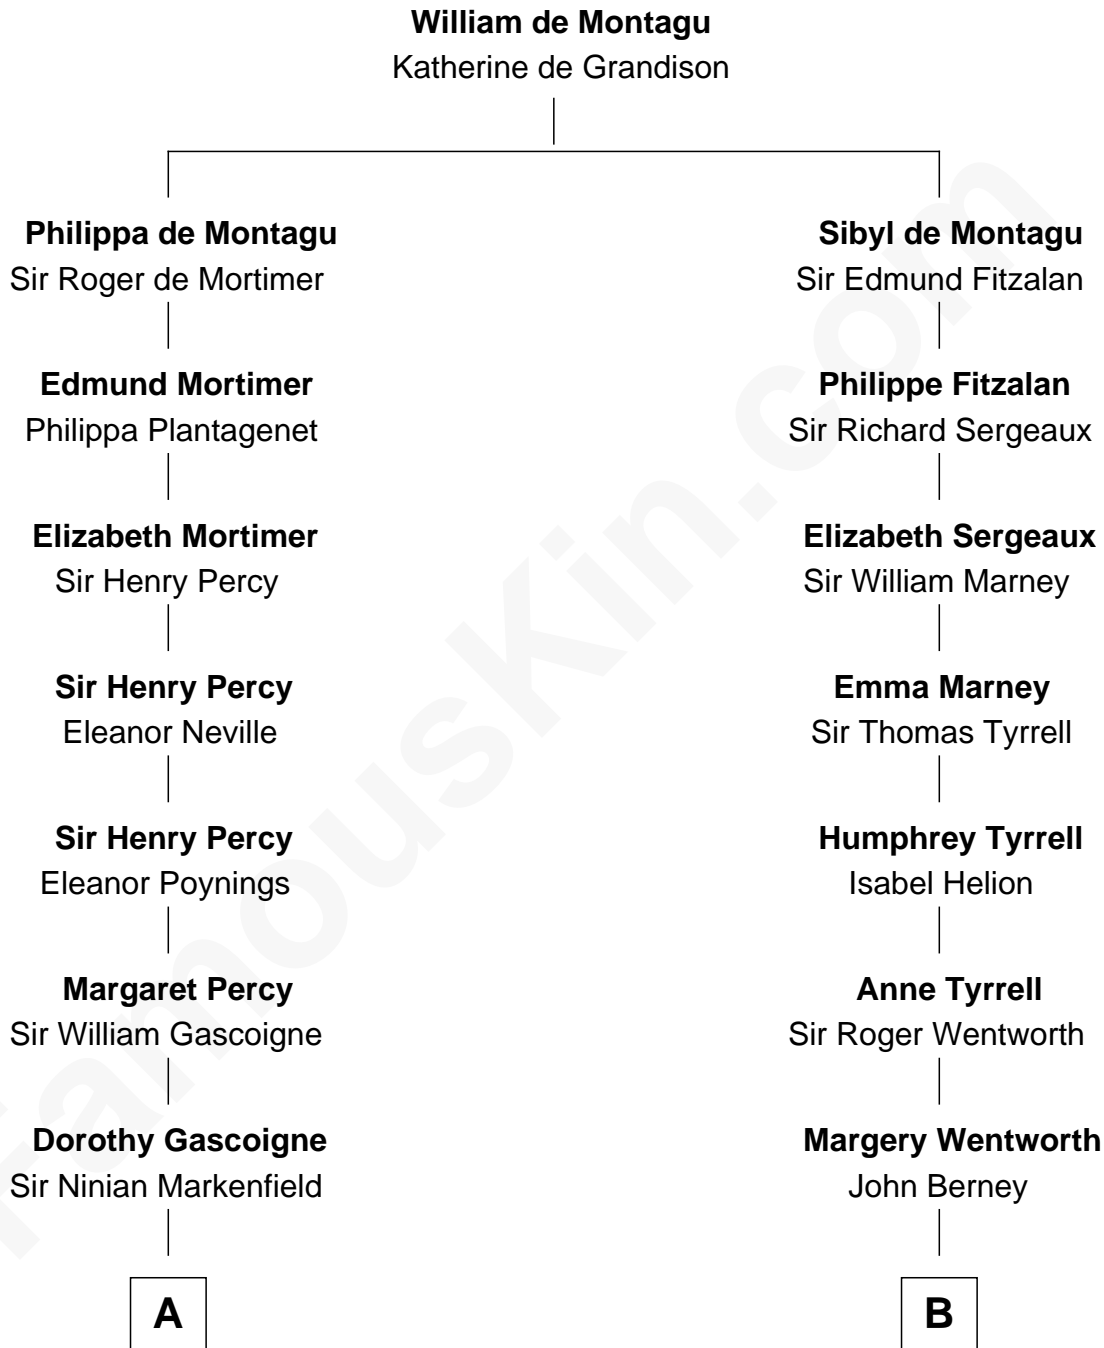 William de Montagu
Katherine de Grandison
Philippa de Montagu
Sir Roger de Mortimer
Sibyl de Montagu
Sir Edmund Fitzalan
Edmund Mortimer
Philippa Plantagenet
Philippe Fitzalan
Sir Richard Sergeaux
Elizabeth Mortimer
Sir Henry Percy
Elizabeth Sergeaux
Sir William Marney
Sir Henry Percy
Eleanor Neville
Emma Marney
Sir Thomas Tyrrell
Sir Henry Percy
Eleanor Poynings
Humphrey Tyrrell
Isabel Helion
Margaret Percy
Sir William Gascoigne
Anne Tyrrell
Sir Roger Wentworth
Dorothy Gascoigne
Sir Ninian Markenfield
Margery Wentworth
John Berney
A
B
FamousKin.com